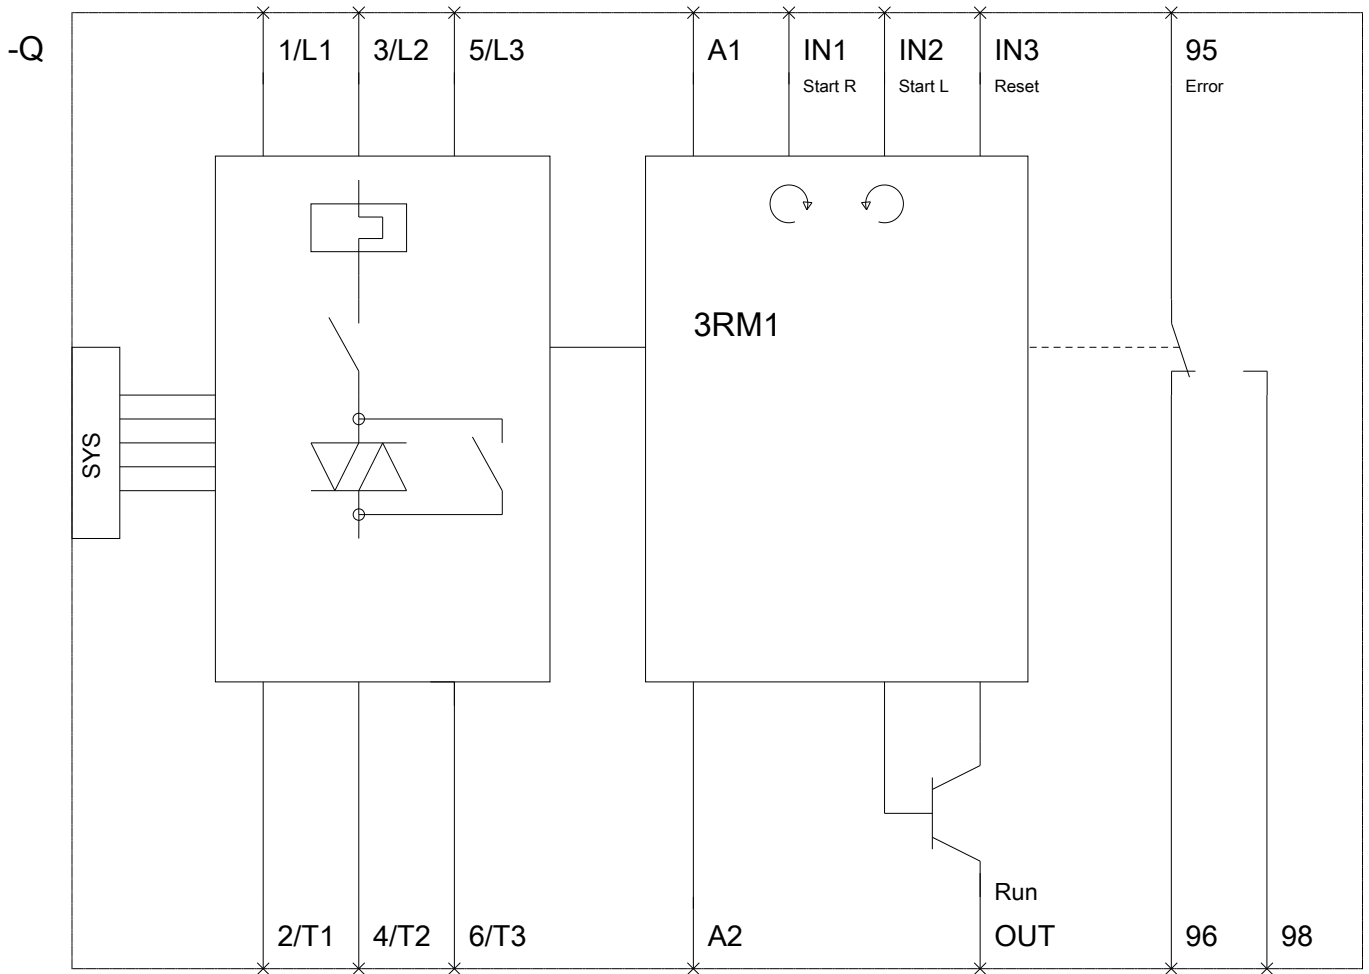 -Q
1/L1 3/L2 5/L3 A1 IN1 IN2 IN3 95
Start R Start L Reset Error
3RM1
SYS
Run
2/T1 4/T2 6/T3 A2 OUT 96 98